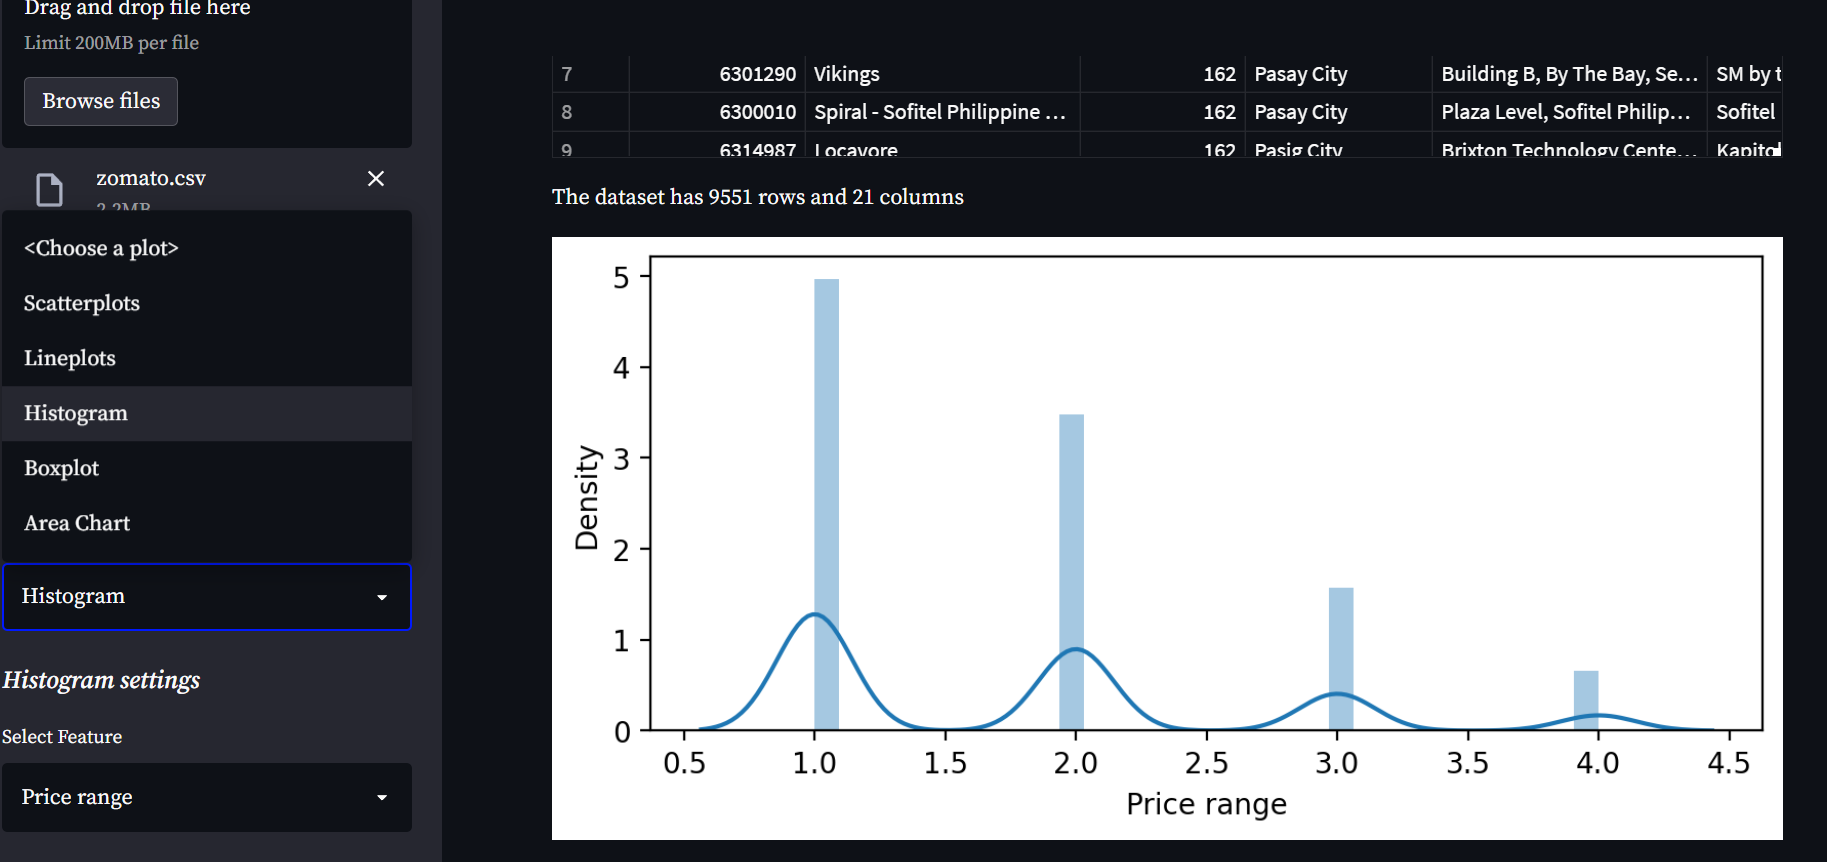 Drag and drop file here
Limit 200MB per file
Browse files
zomato.csv
2.2MB
<Choose a plot>
Scatterplots
Lineplots
Histogram
Boxplot
Area Chart
Histogram
Histogram settings
Select Feature
Price range
7 6301290 Vikings 162 Pasay City Building B, By The Bay, Se... SM by t
8 6300010 Spiral - Sofitel Philippine ... 162 Pasay City Plaza Level, Sofitel Philip... Sofitel
9 6314987 Locavore 162 Pasig City Brixton Technology Cente... Kapitol
The dataset has 9551 rows and 21 columns
5
4
3
2
1
0
Density
0.5 1.0 1.5 2.0 2.5 3.0 3.5 4.0 4.5
Price range